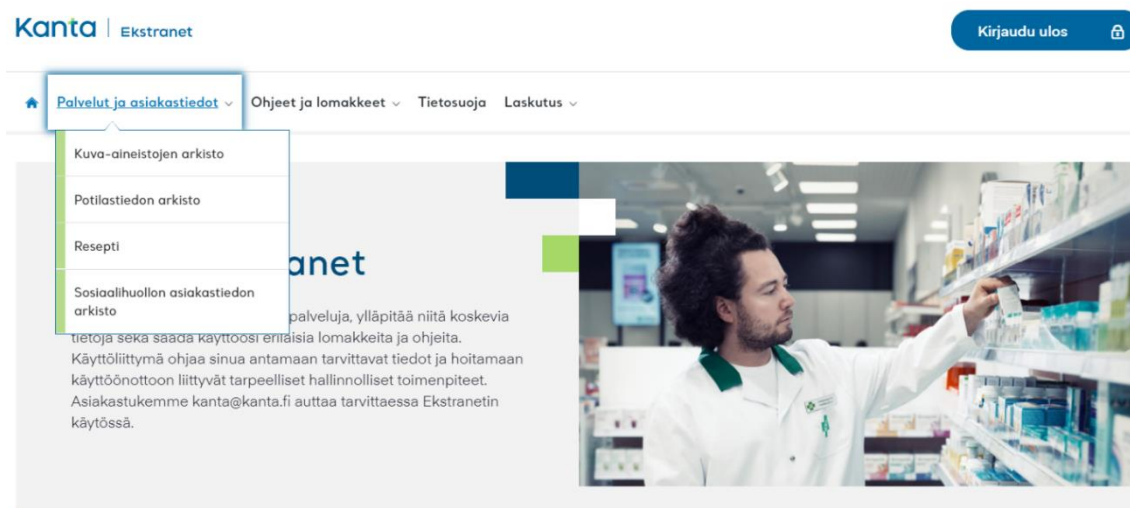 Kanta | Ekstranet
Kirjaudu ulos
Palvelut ja asiakastiedot
Ohjeet ja lomakkeet
Tietosuoja
Laskutus
Kuva-aineistojen arkisto
Potilastiedon arkisto
Resepti
Sosiaalihuollon asiakastiedon
arkisto
anet
palveluja, ylläpitää niitä koskevia
tietoja sekä saada käyttöösi erilaisia lomakkeita ja ohjeita.
Käyttöliittymä ohjaa sinua antamaan tarvittavat tiedot ja hoitamaan
käyttöönottoon liittyvät tarpeelliset hallinnolliset toimenpiteet.
Asiakastukemme kanta@kanta.fi auttaa tarvittaessa Ekstranetin
käytössä.